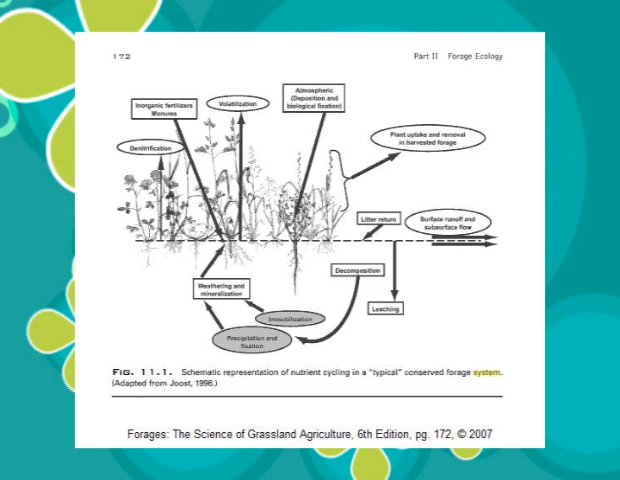 172
Part II Forage Ecology
Inorganic fertilizers
Manures
Volatilization
Atmospheric
(Deposition and
biological fixation)
Denitrification
Plant uptake and removal
in harvested forage
Litter return
Surface runoff and
subsurface flow
Decomposition
Weathering and
mineralization
Leaching
Immobilization
Precipitation and
fixation
FIG. 11.1. Schematic representation of nutrient cycling in a "typical" conserved forage system.
(Adapted from Joost, 1996.)
Forages: The Science of Grassland Agriculture, 6th Edition, pg. 172, © 2007